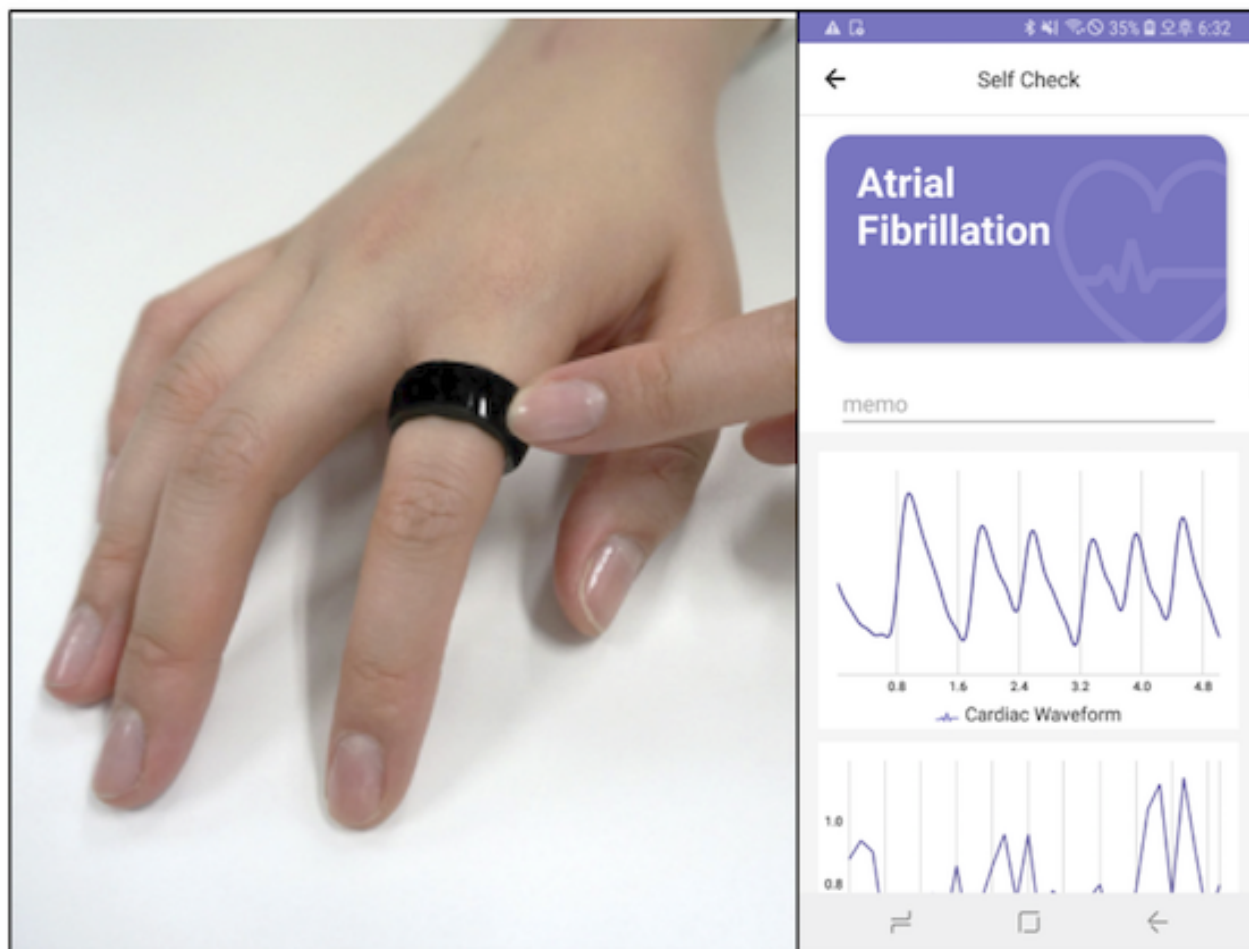 35% 오후 6:32
Self Check
Atrial
Fibrillation
memo
0.8 1.6 2.4 3.2 4.0 4.8
Cardiac Waveform
1.0
0.8